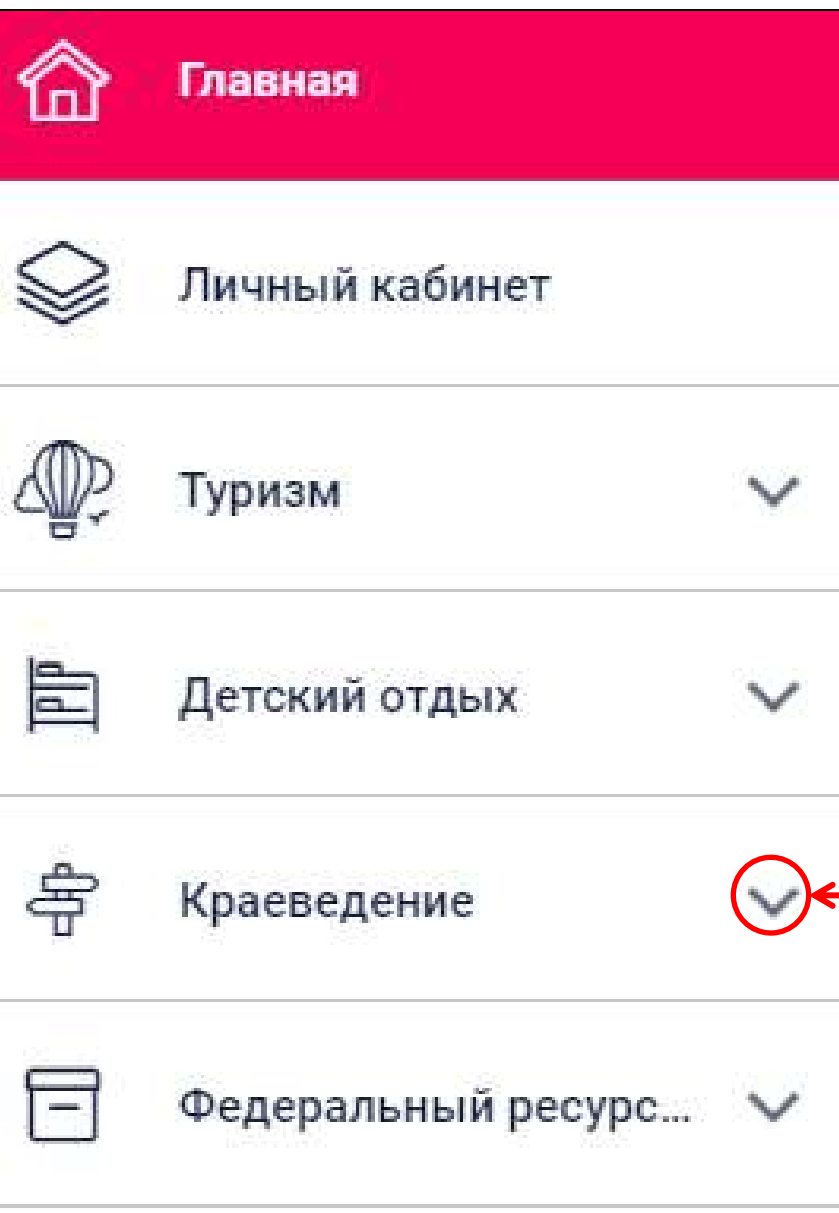 Главная
Личный кабинет
Туризм
Детский отдых
Краеведение
Федеральный ресурс...